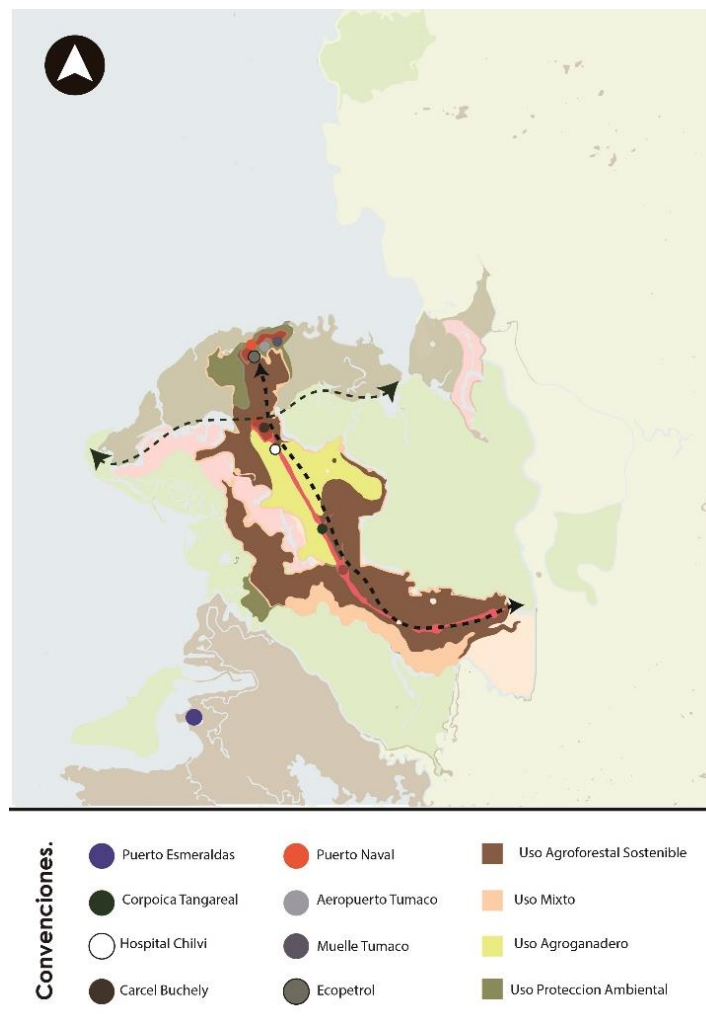 Convenciones.
Puerto Esmeraldas
Puerto Naval
Uso Agroforestal Sostenible
Corpoica Tangareal
Aeropuerto Tumaco
Uso Mixto
Hospital Chilvi
Muelle Tumaco
Uso Agroganadero
Carcel Buchely
Ecopetrol
Uso Proteccion Ambiental